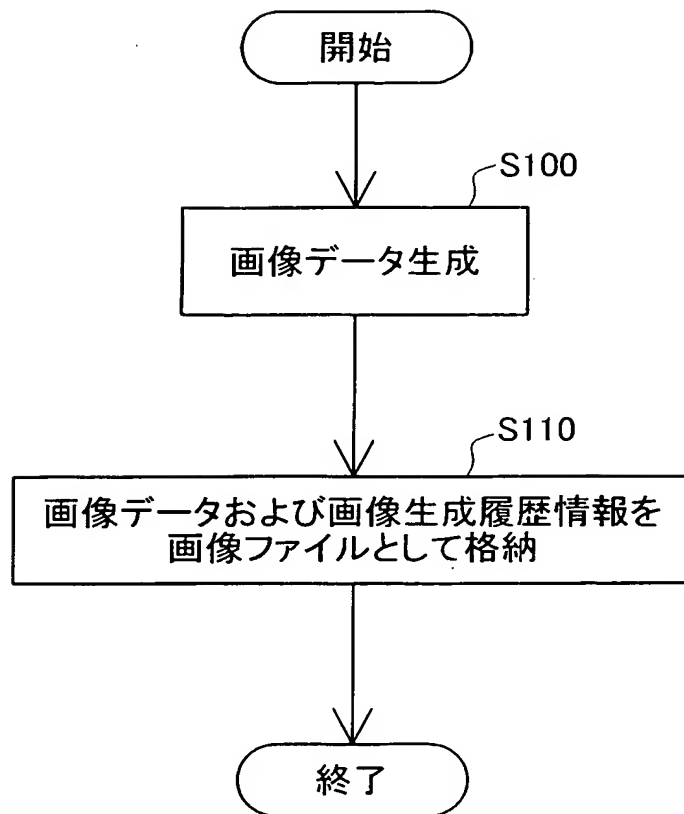 開始
S100
画像データ生成
S110
画像データおよび画像生成履歴情報を
画像ファイルとして格納
終了